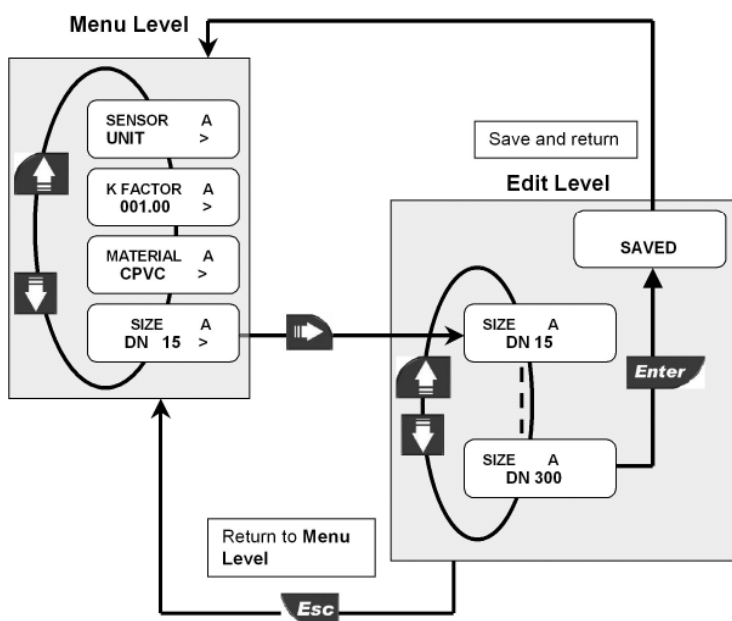 Menu Level
SENSOR A
UNIT >
K FACTOR A
001.00 >
MATERIAL A
CPVC >
SIZE A
DN 15 >
Save and return
Edit Level
SAVED
SIZE A
DN 15
Enter
SIZE A
DN 300
Return to Menu
Level
Esc